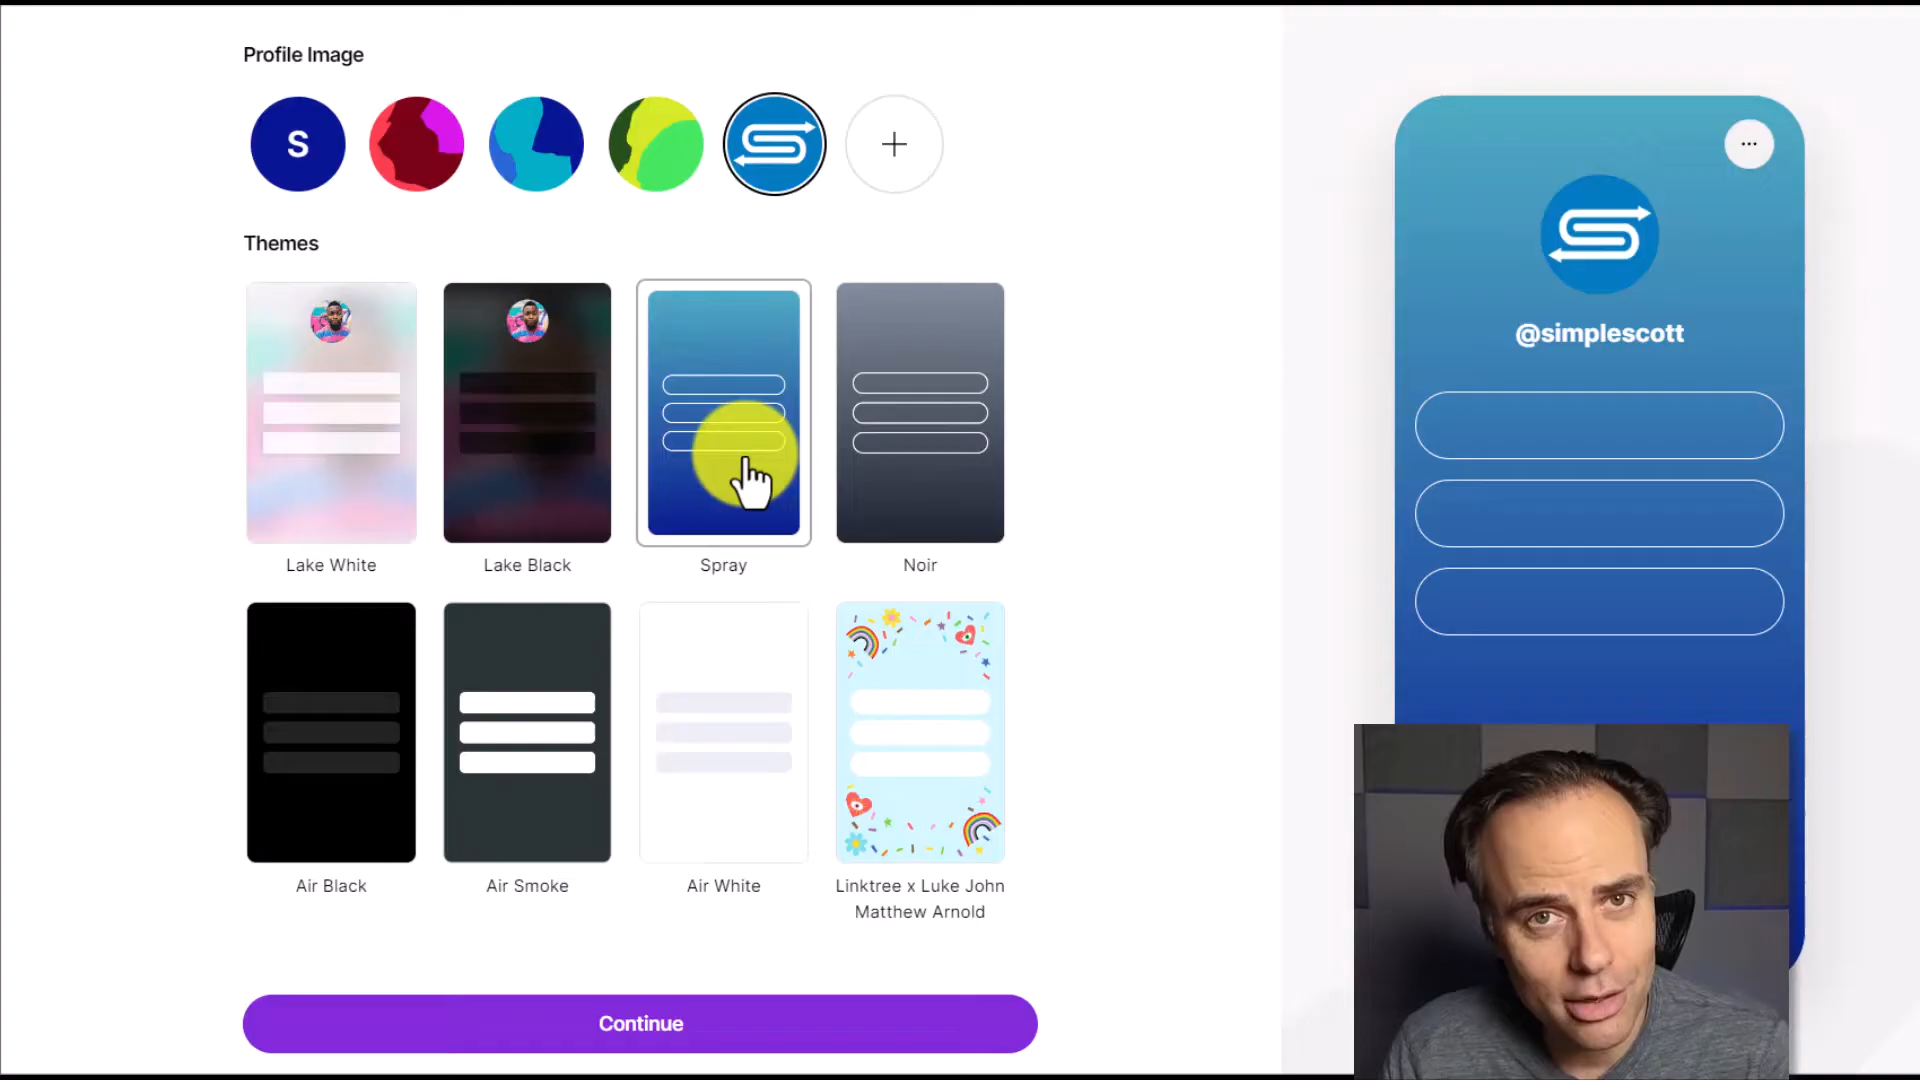 Profile Image
S
Themes
@simplescott
Lake White
Lake Black
Spray
Noir
Air Black
Air Smoke
Air White
Linktree x Luke John
Matthew Arnold
Continue